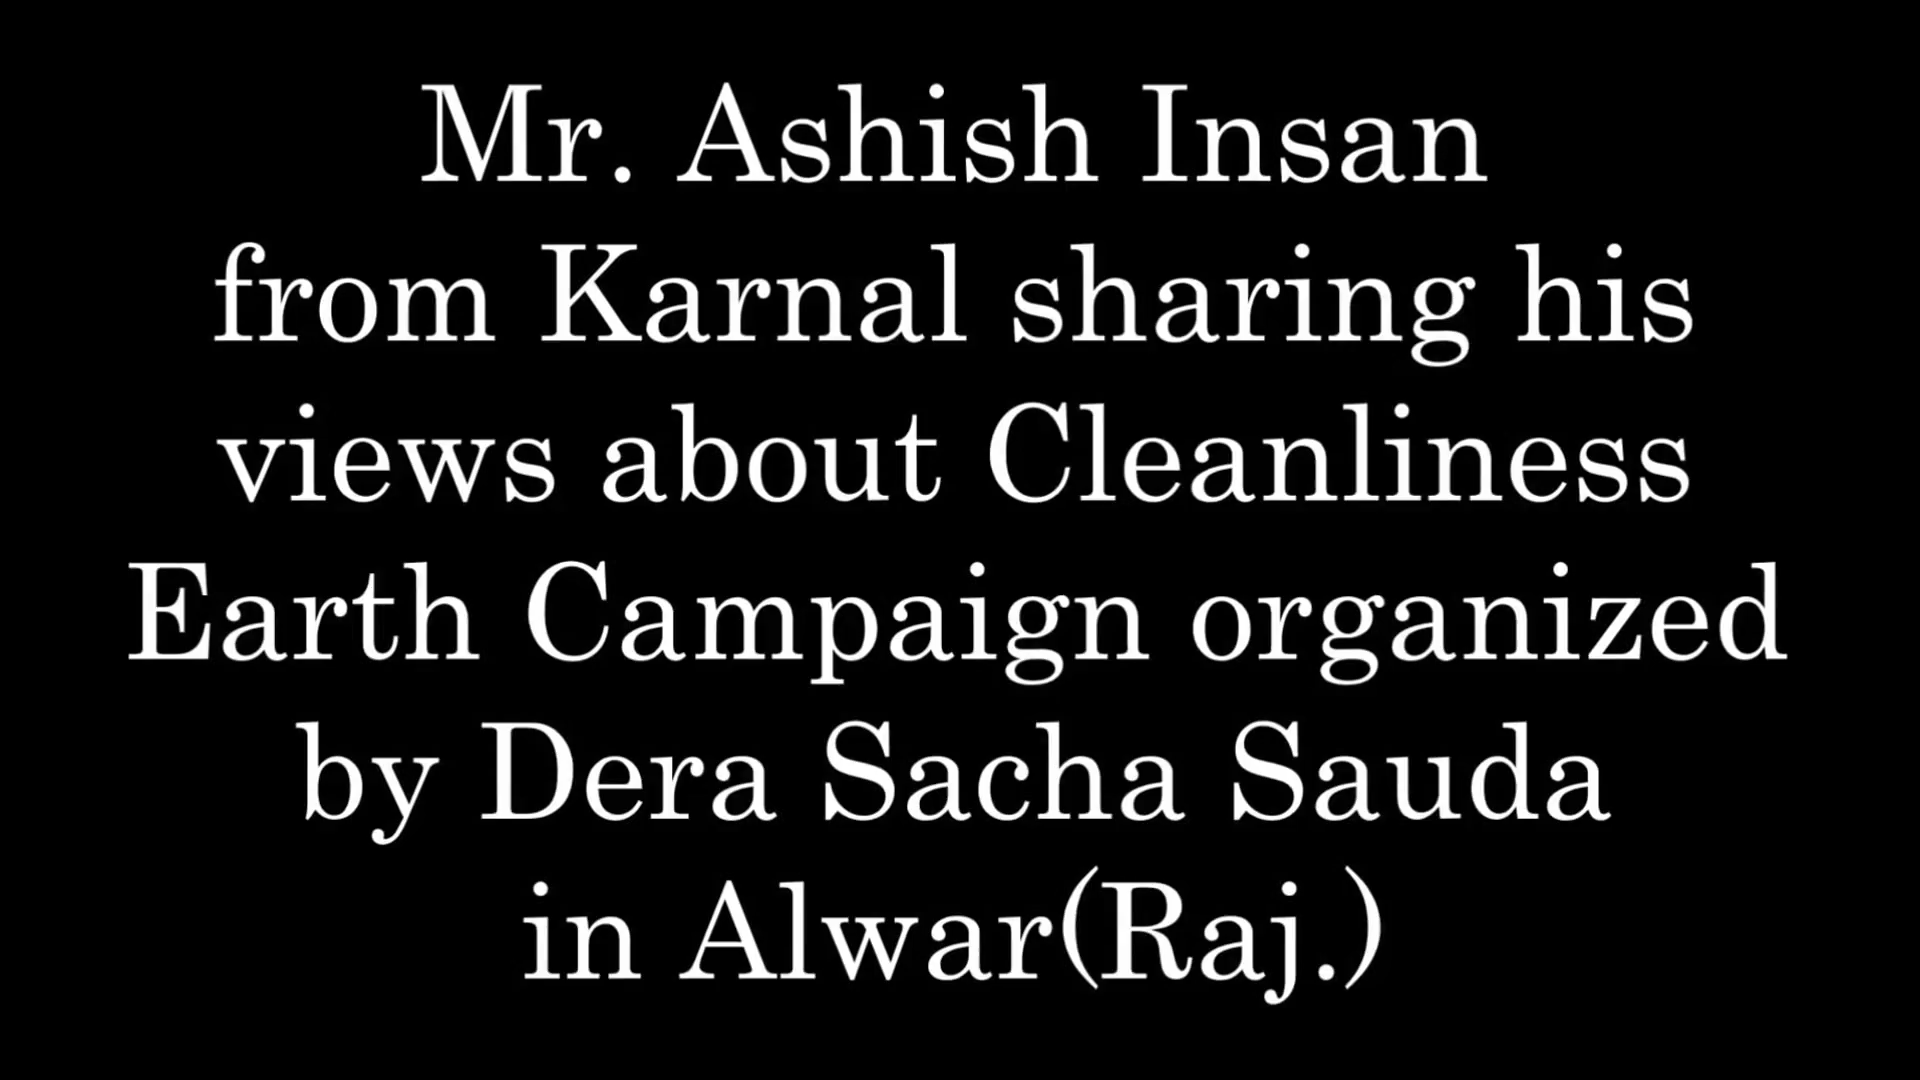 Mr. Ashish Insan
from Karnal sharing his
views about Cleanliness
Earth Campaign organized
by Dera Sacha Sauda
in Alwar(Raj.)